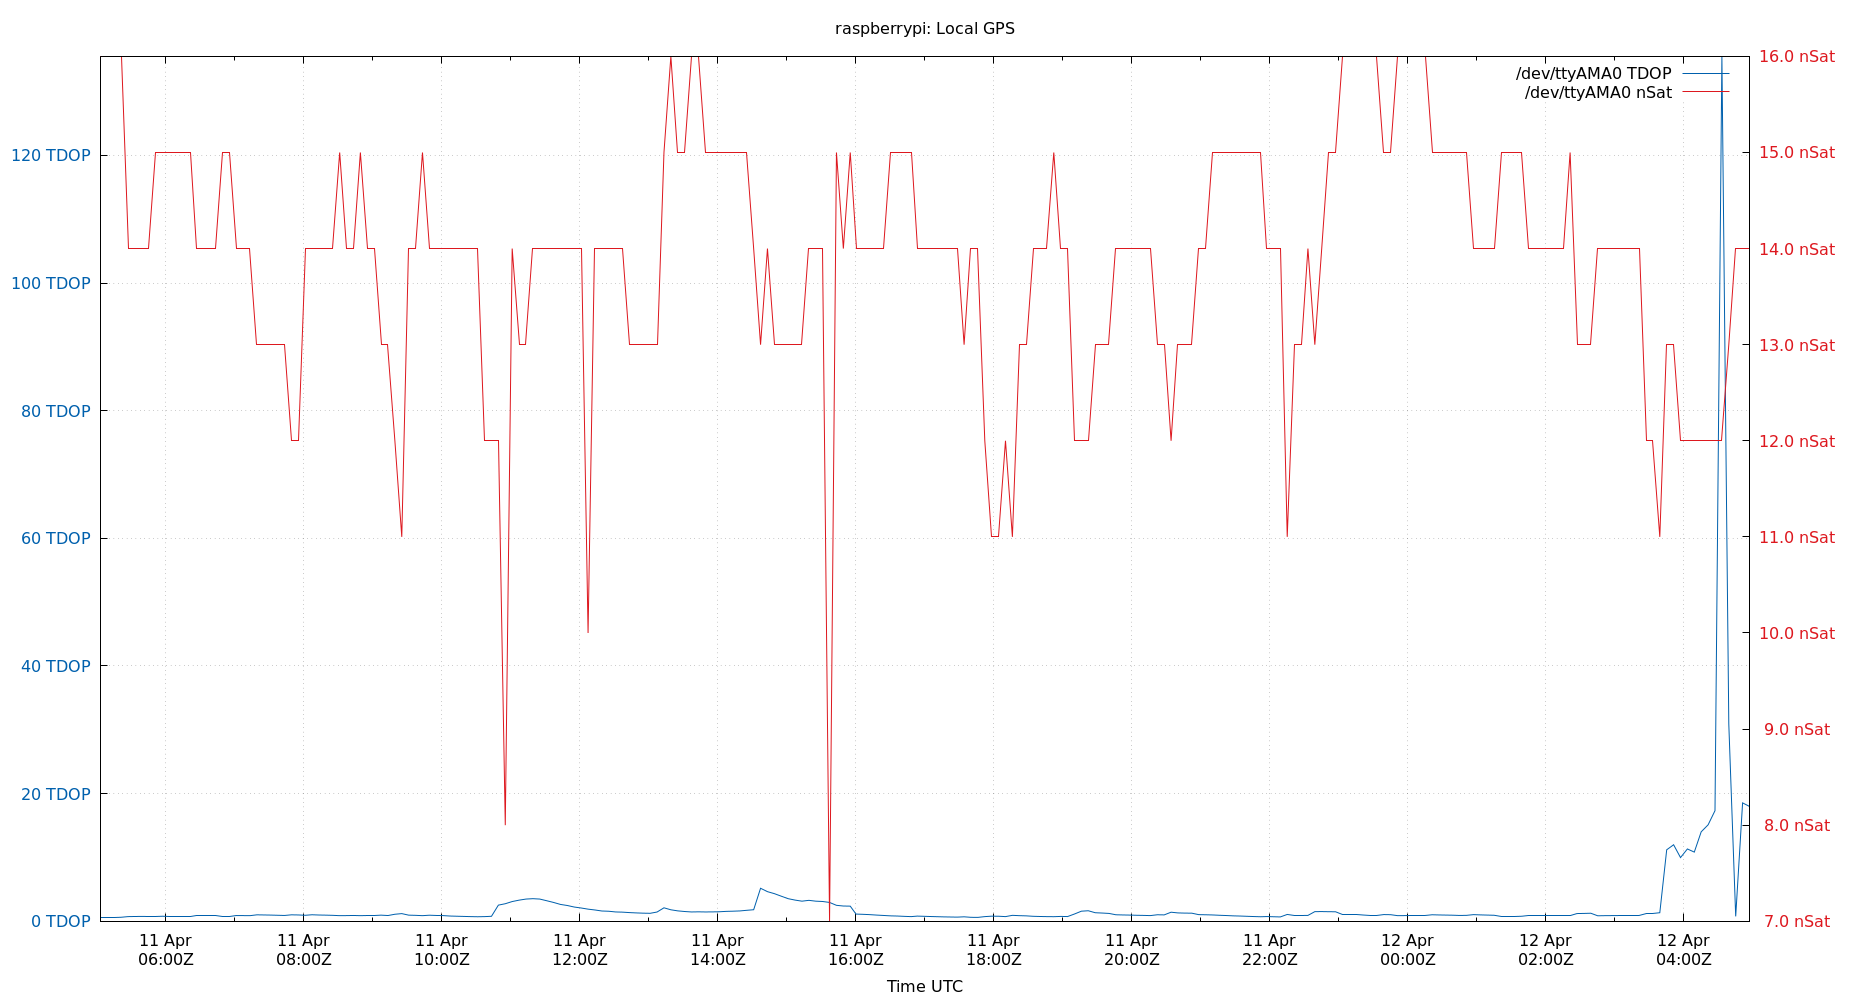 raspberrypi: Local GPS
/dev/ttyAMA0 TDOP
/dev/ttyAMA0 nSat
120 TDOP
100 TDOP
80 TDOP
60 TDOP
40 TDOP
20 TDOP
0 TDOP
16.0 nSat
15.0 nSat
14.0 nSat
13.0 nSat
12.0 nSat
11.0 nSat
10.0 nSat
9.0 nSat
8.0 nSat
7.0 nSat
11 Apr
06:00Z
11 Apr
08:00Z
11 Apr
10:00Z
11 Apr
12:00Z
11 Apr
14:00Z
11 Apr
16:00Z
11 Apr
18:00Z
11 Apr
20:00Z
11 Apr
22:00Z
12 Apr
00:00Z
12 Apr
02:00Z
12 Apr
04:00Z
Time UTC